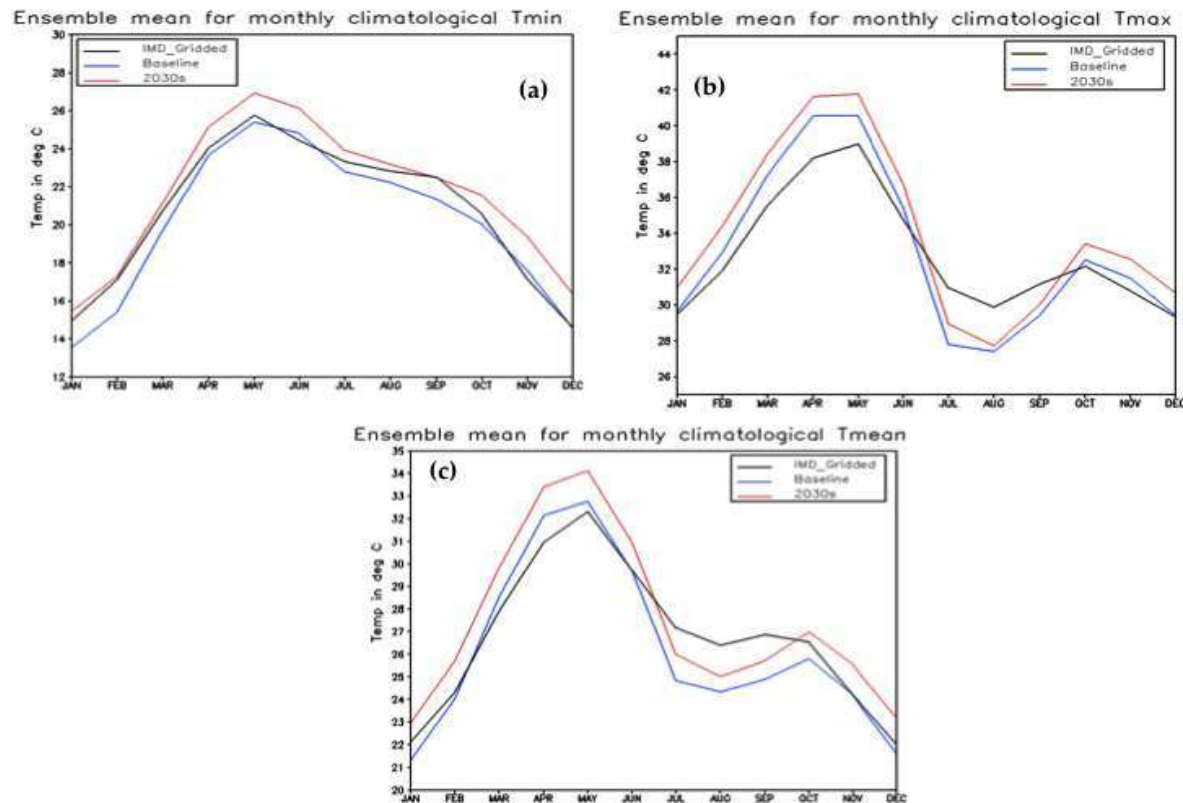 Ensemble mean for monthly climatological Tmin
30
28
26
24
22
20
18
16
14
12
Temp in deg C
IMD_Gridded
Baseline
2030s
(a)
JAN FEB MAR APR MAY JUN JUL AUG SEP OCT NOV DEC
Ensemble mean for monthly climatological Tmax
44
42
40
38
36
34
32
30
28
26
Temp in deg C
(b)
IMD_Gridded
Baseline
2030s
JAN FEB MAR APR MAY JUN JUL AUG SEP OCT NOV DEC
Ensemble mean for monthly climatological Tmean
35
34
33
32
31
30
29
28
27
26
25
24
23
22
21
20
Temp in deg C
(c)
IMD_Gridded
Baseline
2030s
JAN FEB MAR APR MAY JUN JUL AUG SEP OCT NOV DEC